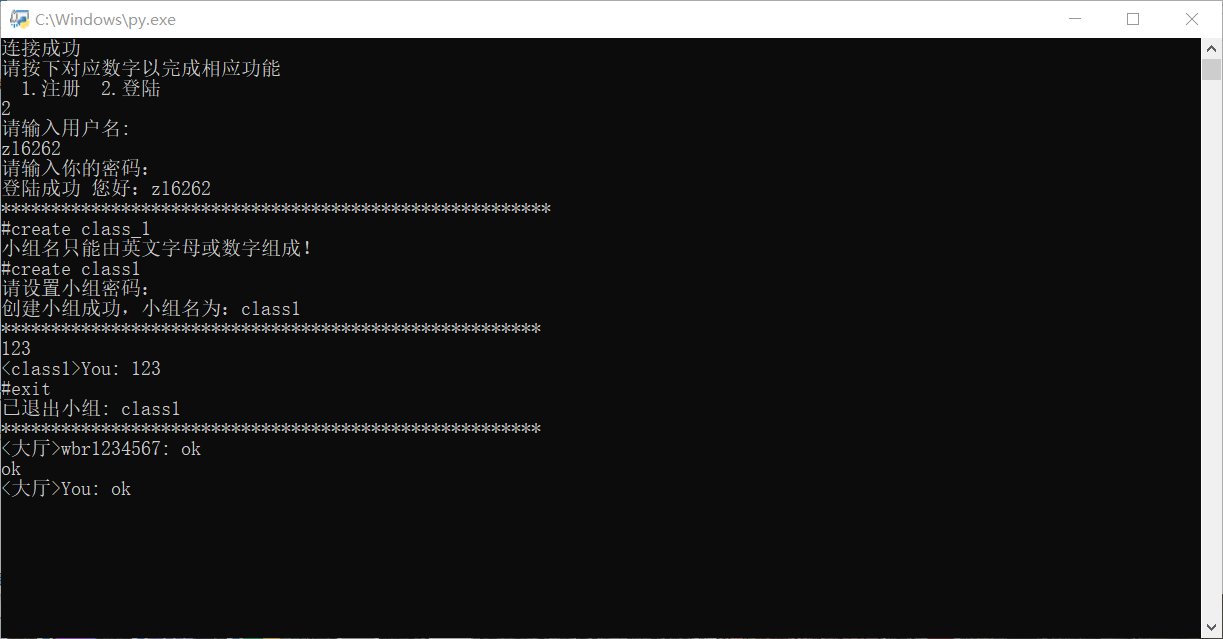 C:\Windows\py.exe
连接成功
请按下对应数字以完成相应功能
  1.注册  2.登陆
2
请输入用户名:
zl6262
请输入你的密码:
登陆成功 您好: zl6262
*******************************************************
#create class_1
小组名只能由英文字母或数字组成!
#create class1
请设置小组密码:
创建小组成功, 小组名为: class1
******************************************************
123
<class1>You: 123
#exit
已退出小组: class1
******************************************************
<大厅>wbr1234567: ok
ok
<大厅>You: ok